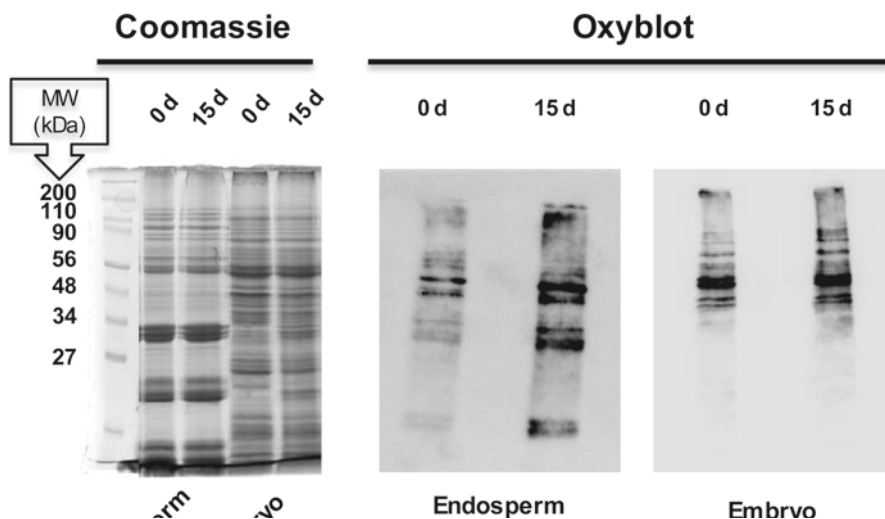 Coomassie
Oxyblot
MW
(kDa)
0 d
15 d
0 d
15 d
0 d
15 d
0 d
15 d
200
110
90
56
48
34
27
Endosperm
Embryo